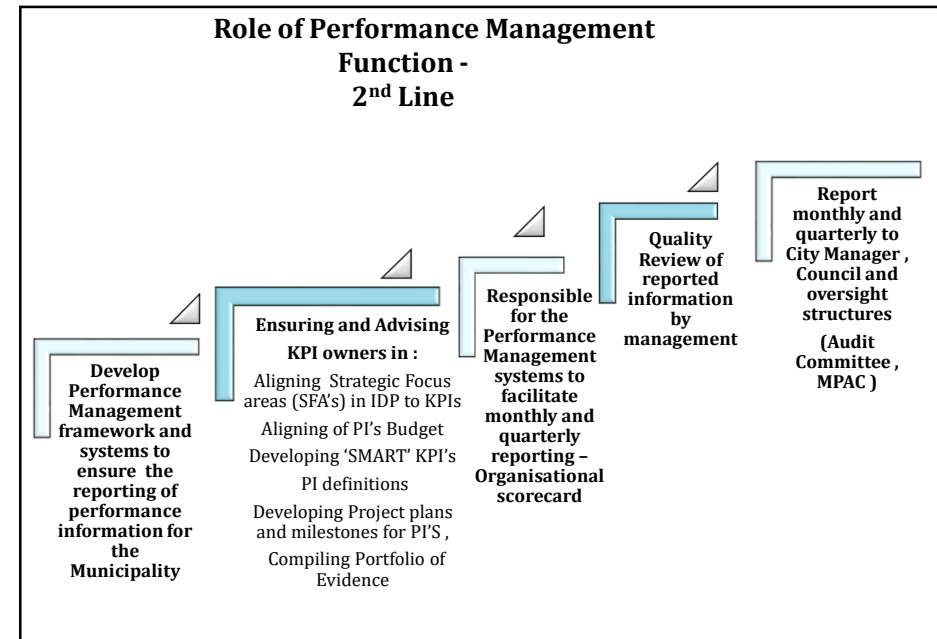 Role of Performance Management
Function -
2nd Line
Develop
Performance
Management
framework and
systems to
ensure the
reporting of
performance
information for
the
Municipality
Ensuring and Advising
KPI owners in :
Aligning Strategic Focus
areas (SFA's) in IDP to KPIs
Aligning of PI's Budget
Developing 'SMART' KPI's
PI definitions
Developing Project plans
and milestones for PI'S ,
Compiling Portfolio of
Evidence
Responsible
for the
Performance
Management
systems to
facilitate
monthly and
quarterly
reporting –
Organisational
scorecard
Quality
Review of
reported
information
by
management
Report
monthly and
quarterly to
City Manager ,
Council and
oversight
structures
(Audit
Committee ,
MPAC )